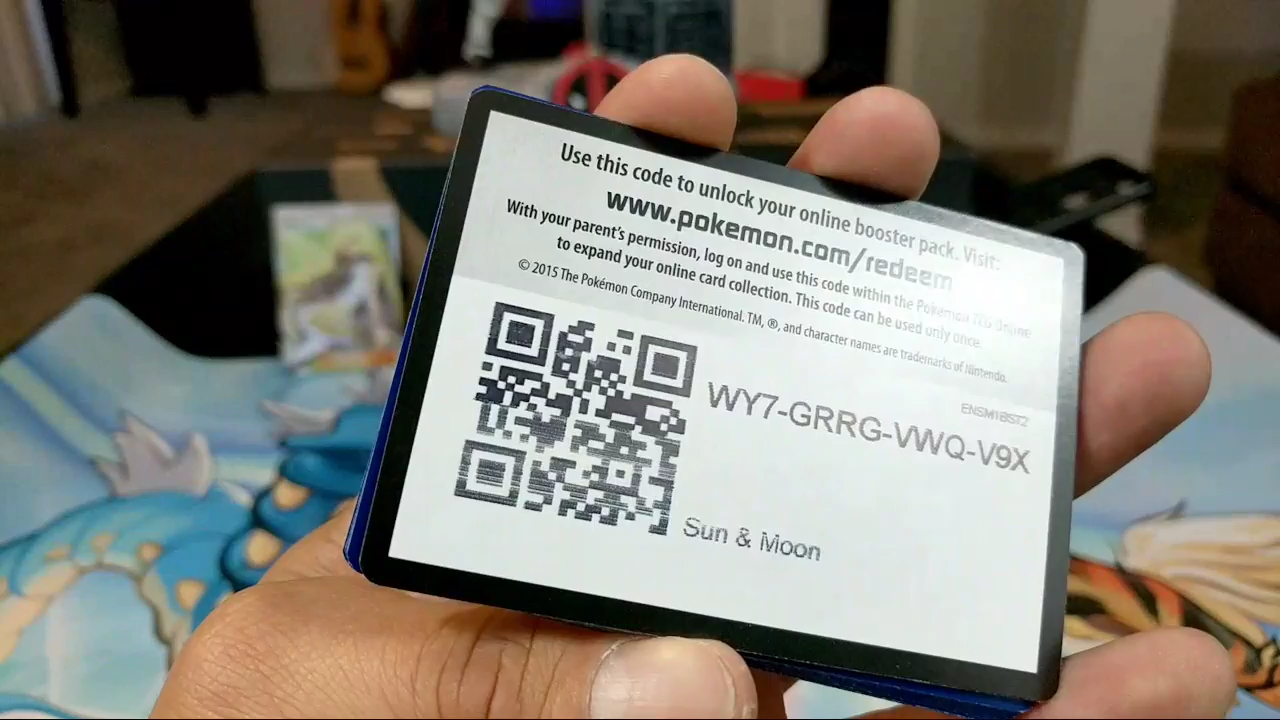 Use this code to unlock your online booster pack. Visit:
www.pokemon.com/redeem
With your parent's permission, log on and use this code within the Pokémon TCG Online
to expand your online card collection. This code can be used only once.
© 2015 The Pokémon Company International. TM, ®, and character names are trademarks of Nintendo.
ENSM1BST2
WY7-GRRG-VWQ-V9X
Sun & Moon